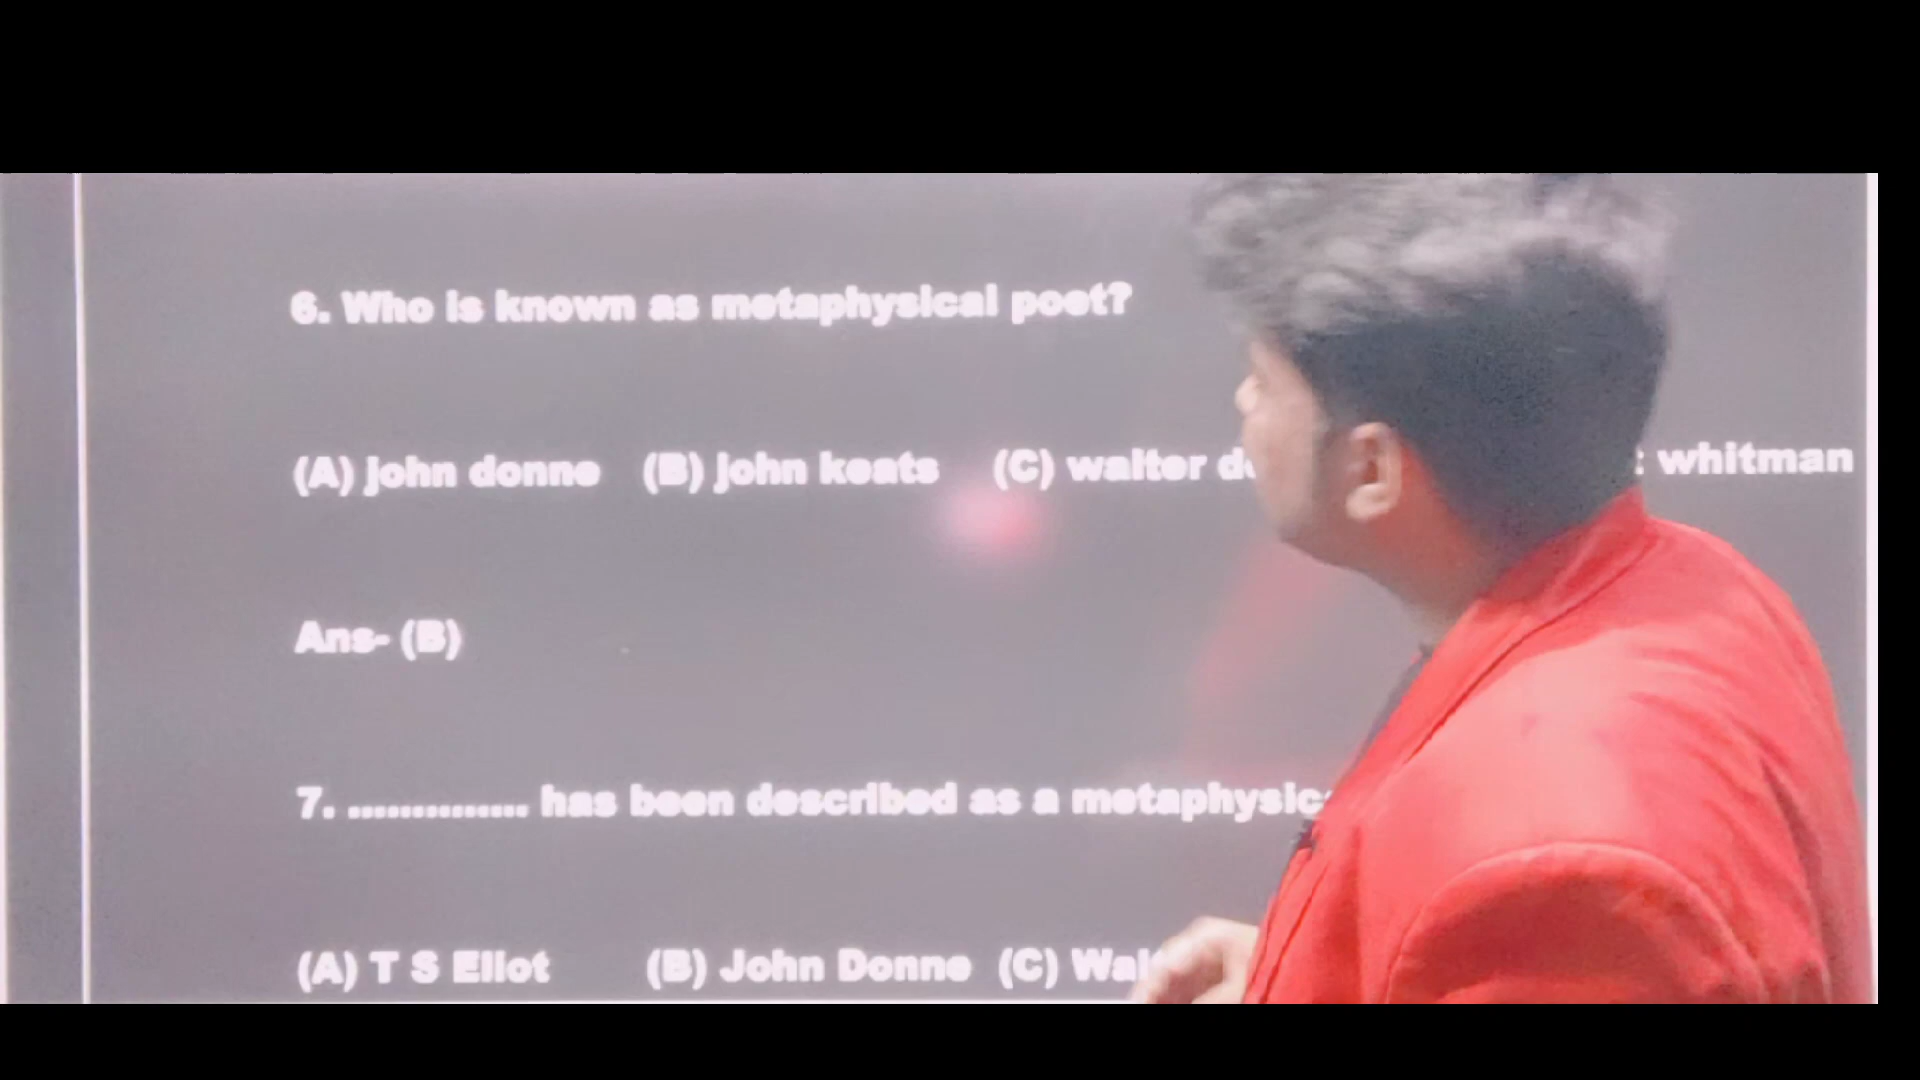 6. Who is known as metaphysical poet?
(A) john donne (B) john keats (C) walter d whitman
Ans- (B)
7. .............. has been described as a metaphysic
(A) T S Eliot (B) John Donne (C) Walt